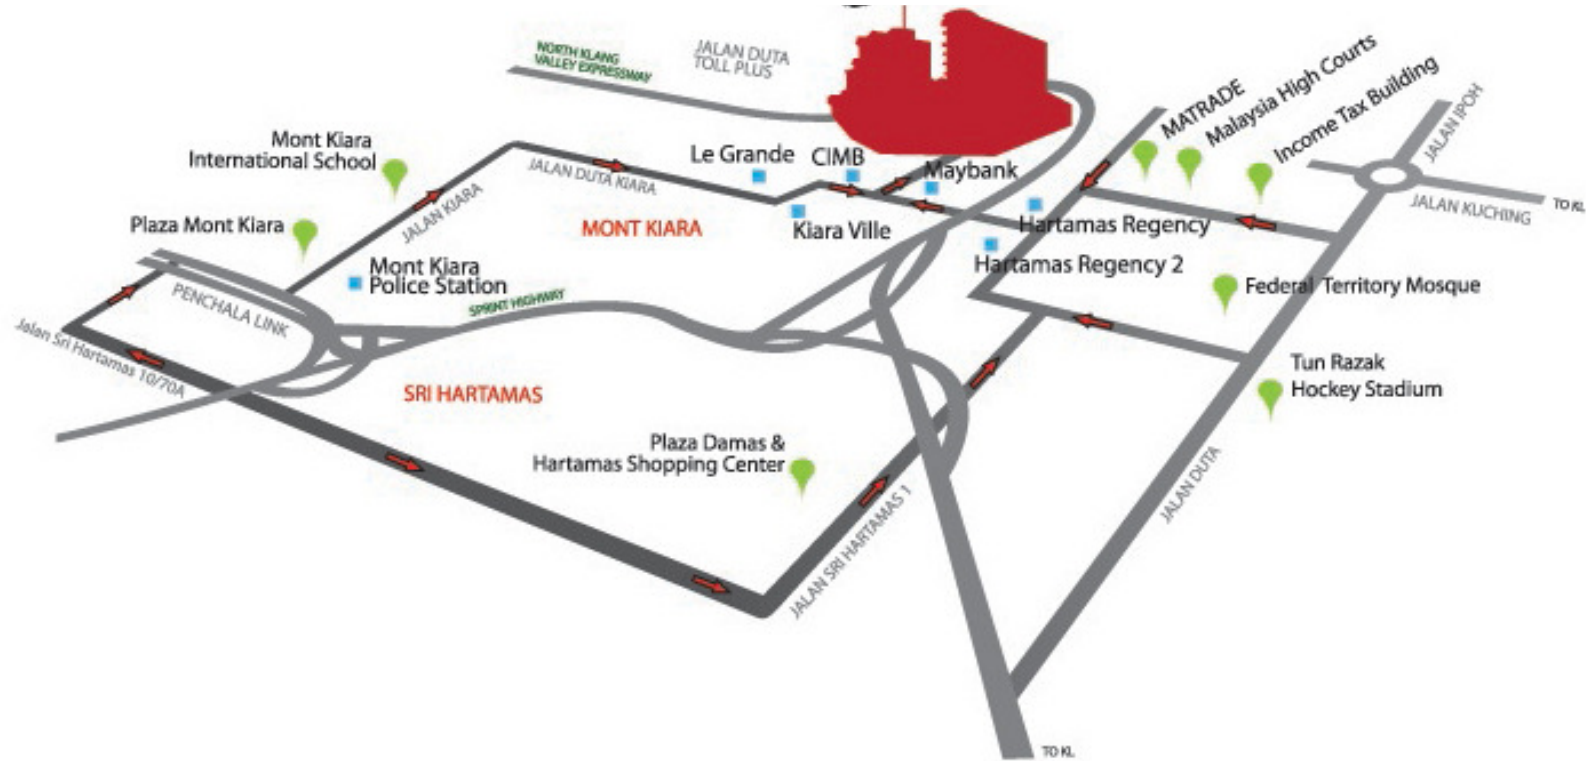 NORTH KLANG
VALLEY EXPRESSWAY
JALAN DUTA
TOLL PLUS
MATRADE
Malaysia High Courts
Income Tax Building
JALAN IPOH
Mont Kiara
International School
JALAN DUTA KIARA
Le Grande
CIMB
Maybank
JALAN KUCHING
TO KL
Plaza Mont Kiara
JALAN KIARA
MONT KIARA
Kiara Ville
Hartamas Regency
Hartamas Regency 2
Mont Kiara
Police Station
PENCHALA LINK
SPRINT HIGHWAY
Federal Territory Mosque
Jalan Sri Hartamas 10/70A
SRI HARTAMAS
Tun Razak
Hockey Stadium
Plaza Damas &
Hartamas Shopping Center
JALAN SRI HARTAMAS 1
JALAN DUTA
TO KL